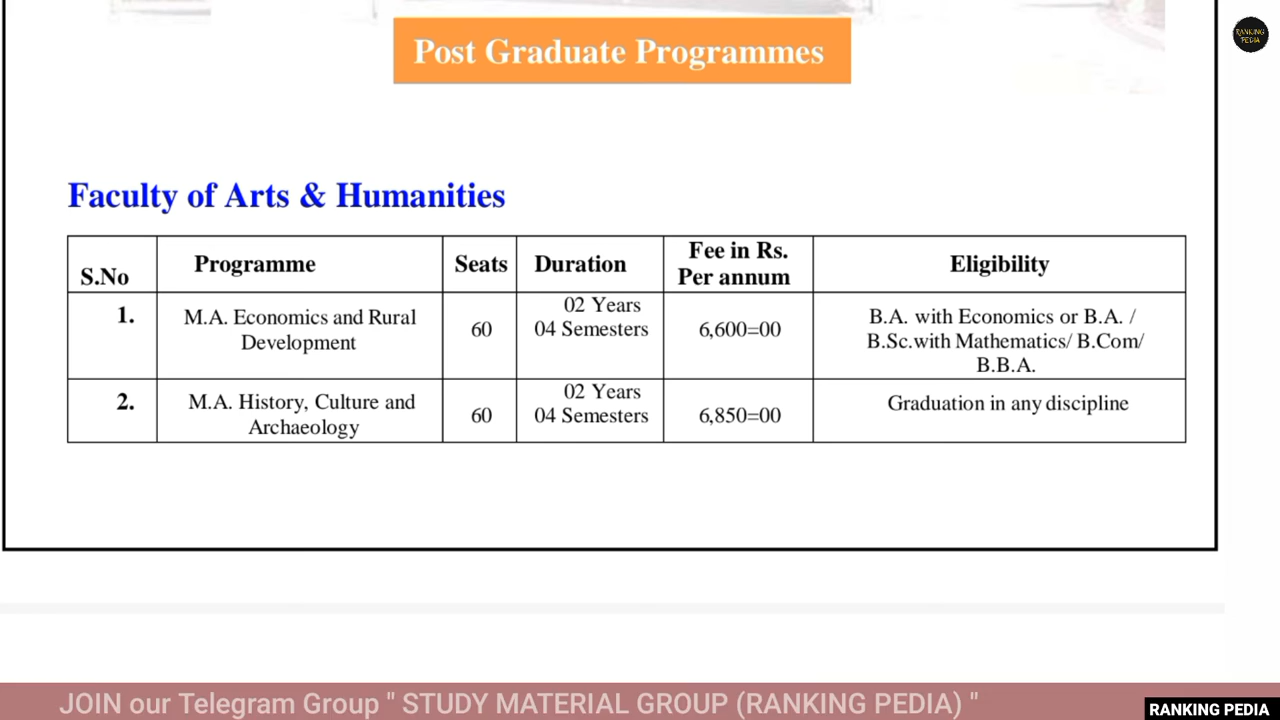 RANKING
PEDIA
Post Graduate Programmes
Faculty of Arts & Humanities
S.No Programme Seats Duration Fee in Rs. Per annum Eligibility
1. M.A. Economics and Rural Development 60 02 Years 04 Semesters 6,600=00 B.A. with Economics or B.A. / B.Sc.with Mathematics/ B.Com/ B.B.A.
2. M.A. History, Culture and Archaeology 60 02 Years 04 Semesters 6,850=00 Graduation in any discipline
JOIN our Telegram Group " STUDY MATERIAL GROUP (RANKING PEDIA) "
RANKING PEDIA